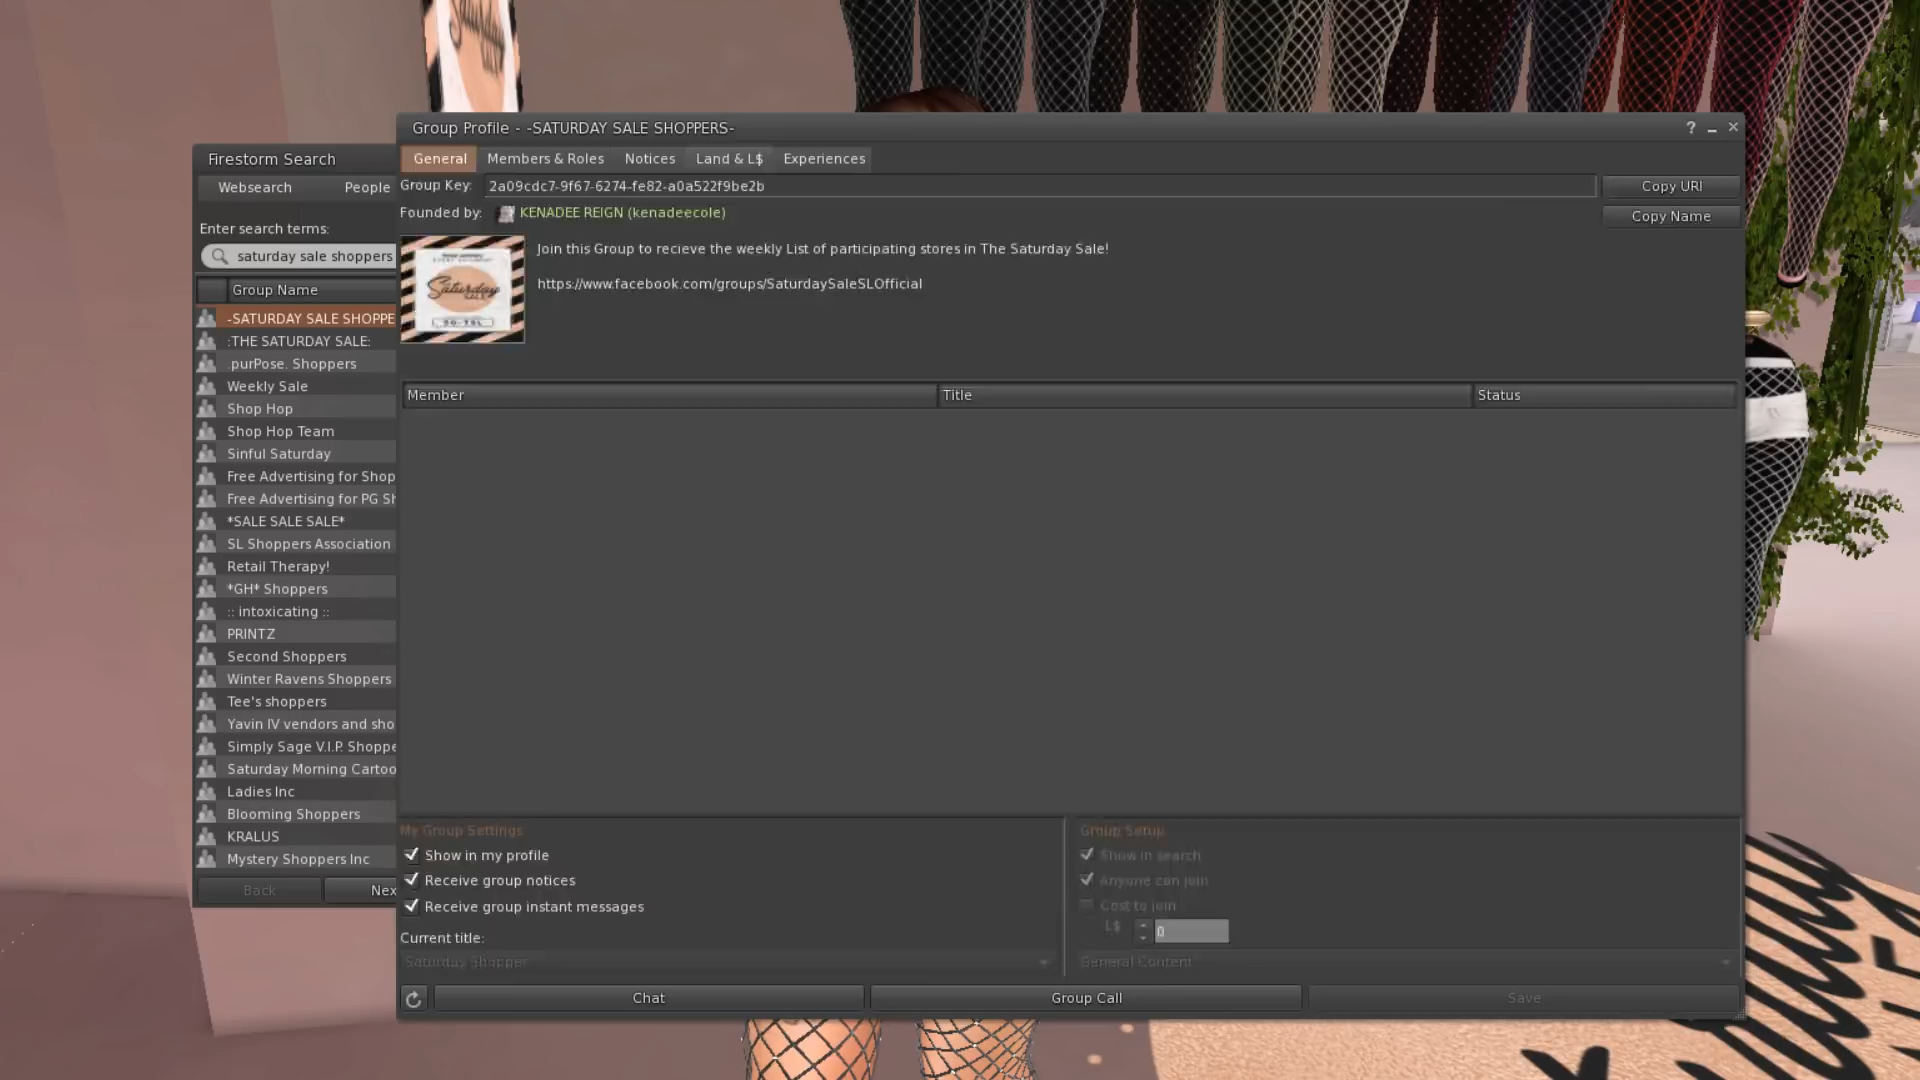 Group Profile - -SATURDAY SALE SHOPPERS-
? _ ×
Firestorm Search
Websearch People
Enter search terms:
saturday sale shoppers
Group Name
-SATURDAY SALE SHOPPE
:THE SATURDAY SALE:
.purPose. Shoppers
Weekly Sale
Shop Hop
Shop Hop Team
Sinful Saturday
Free Advertising for Shop
Free Advertising for PG Sh
*SALE SALE SALE*
SL Shoppers Association
Retail Therapy!
*GH* Shoppers
:: intoxicating ::
PRINTZ
Second Shoppers
Winter Ravens Shoppers
Tee's shoppers
Yavin IV vendors and sho
Simply Sage V.I.P. Shoppe
Saturday Morning Cartoo
Ladies Inc
Blooming Shoppers
KRALUS
Mystery Shoppers Inc
Back Nex
General Members & Roles Notices Land & L$ Experiences
Group Key: 2a09cdc7-9f67-6274-fe82-a0a522f9be2b
Copy URI
Founded by: KENADEE REIGN (kenadeecole)
Copy Name
Saturday
SALE
Join this Group to recieve the weekly List of participating stores in The Saturday Sale!
https://www.facebook.com/groups/SaturdaySaleSLOfficial
Member Title Status
My Group Settings
Show in my profile
Receive group notices
Receive group instant messages
Current title:
Saturday Shopper
Group Setup
Show in search
Anyone can join
Cost to join
L$ 0
General Content
Chat Group Call Save